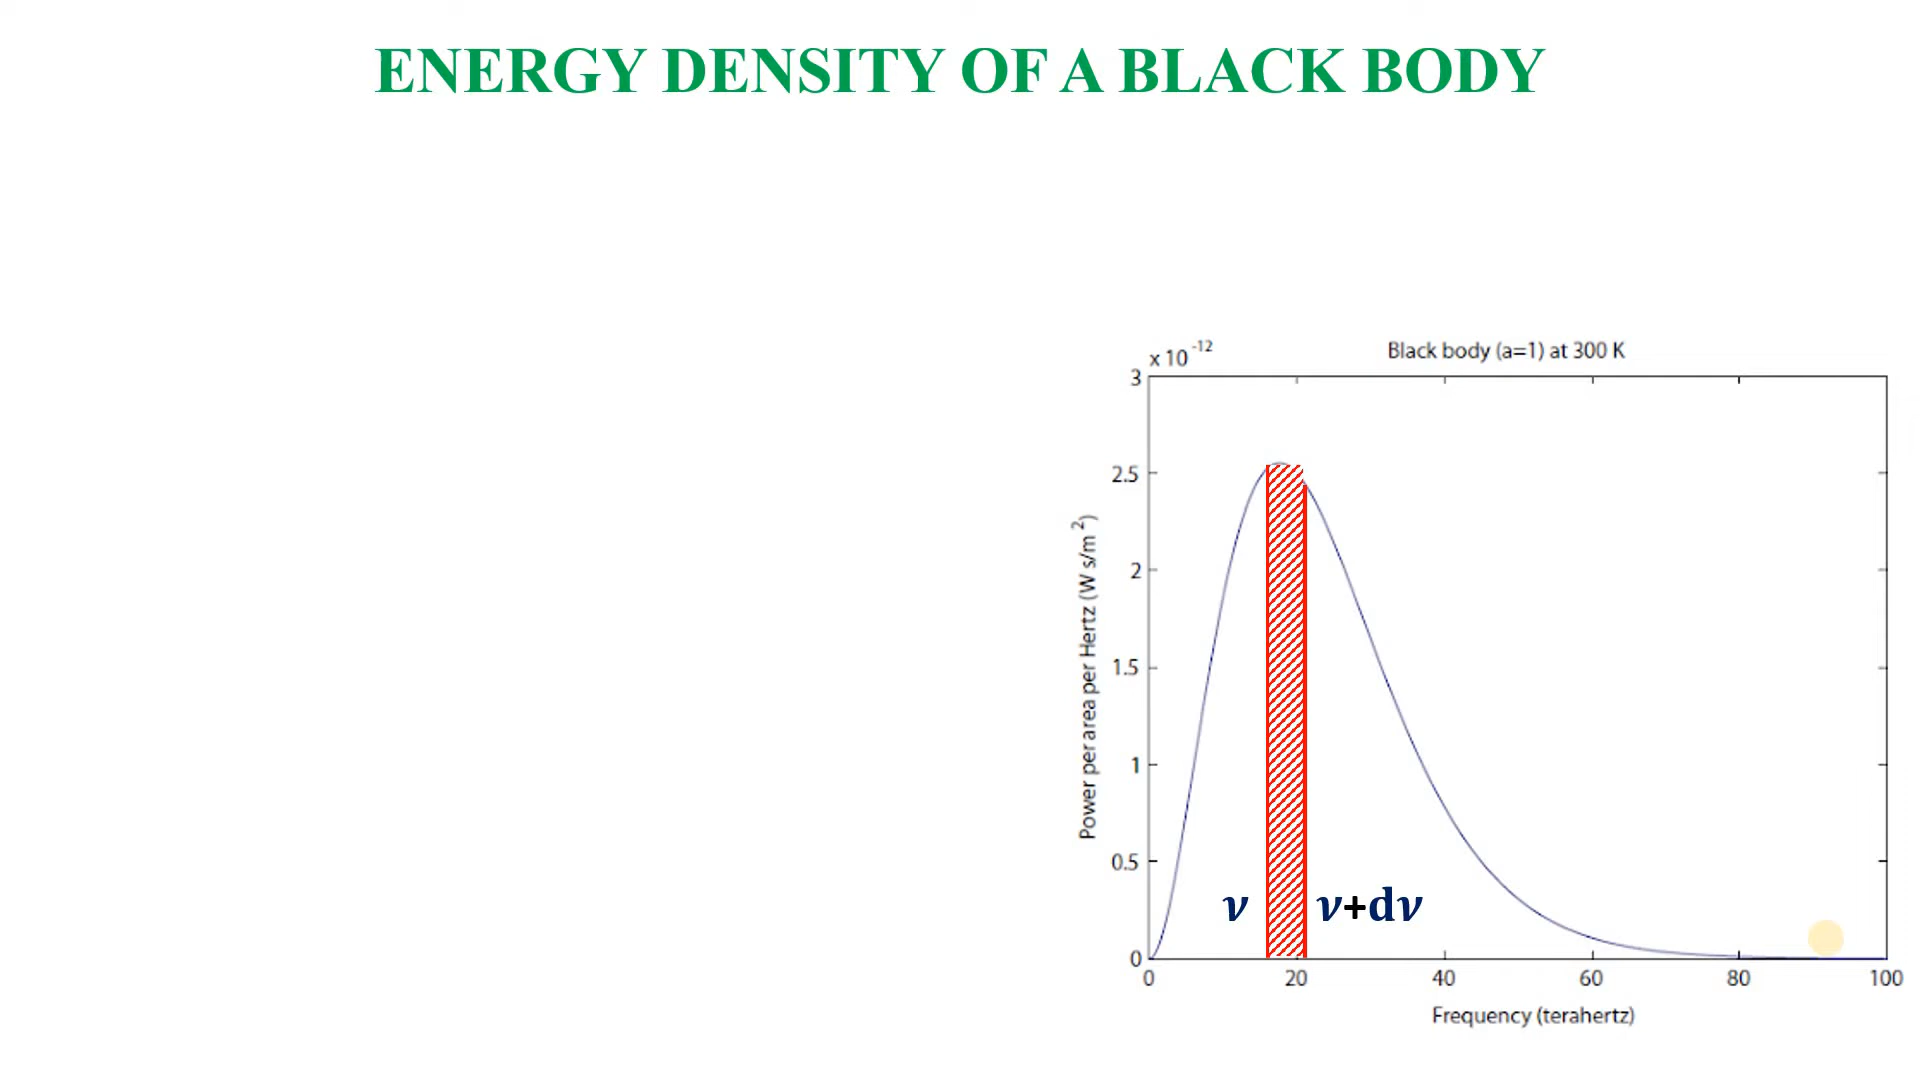 ENERGY DENSITY OF A BLACK BODY
x 10 -12
Black body (a=1) at 300 K
3
2.5
2
1.5
1
0.5
0
Power per area per Hertz (W s/m 2)
ν
ν+dν
0 20 40 60 80 100
Frequency (terahertz)